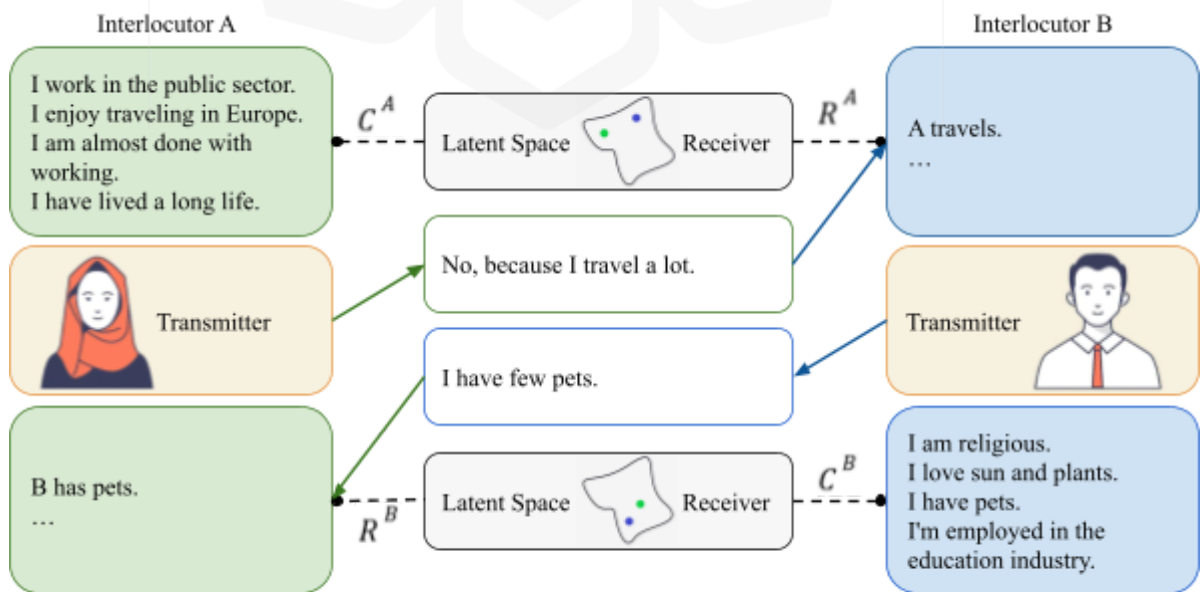 Interlocutor A
Interlocutor B
I work in the public sector.
I enjoy traveling in Europe.
I am almost done with
working.
I have lived a long life.
C^A
Latent Space
Receiver
R^A
A travels.
…
Transmitter
No, because I travel a lot.
I have few pets.
Transmitter
B has pets.
…
R^B
Latent Space
Receiver
C^B
I am religious.
I love sun and plants.
I have pets.
I'm employed in the
education industry.